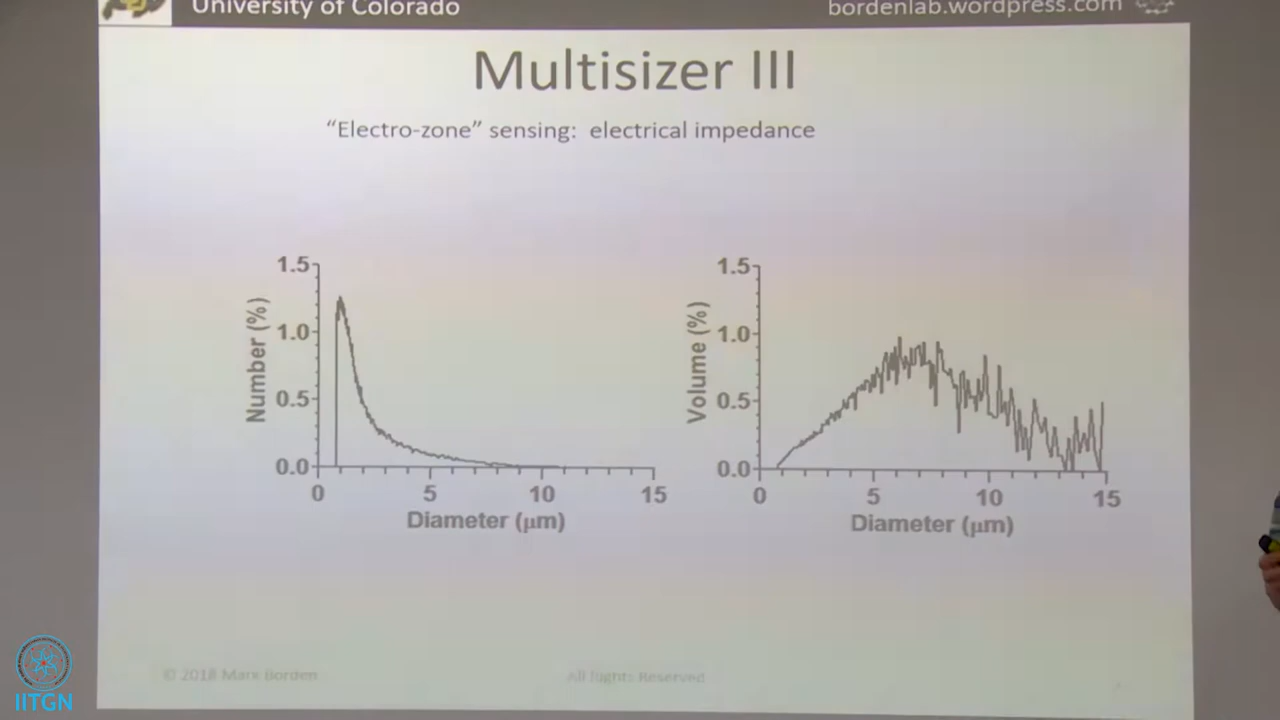 University of Colorado
bordenlab.wordpress.com
Multisizer III
“Electro-zone” sensing: electrical impedance
1.5
1.0
0.5
0.0
Number (%)
0 5 10 15
Diameter (μm)
1.5
1.0
0.5
0.0
Volume (%)
0 5 10 15
Diameter (μm)
© 2018 Mark Borden
All Rights Reserved
IITGN